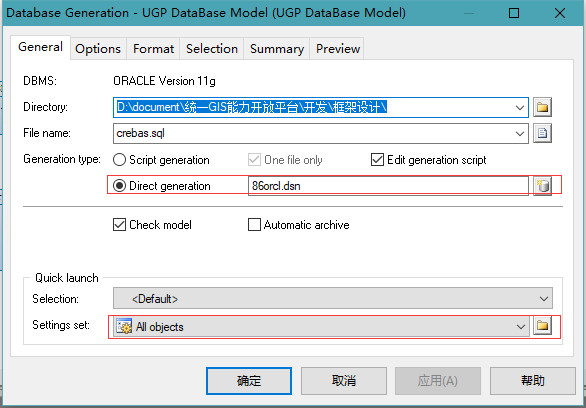 Database Generation - UGP DataBase Model (UGP DataBase Model)
General Options Format Selection Summary Preview
DBMS: ORACLE Version 11g
Directory: D:\document\统一GIS能力开放平台\开发\框架设计\
File name: crebas.sql
Generation type: Script generation One file only Edit generation script
Direct generation 86orcl.dsn
Check model Automatic archive
Quick launch
Selection: <Default>
Settings set: All objects
确定 取消 应用(A) 帮助